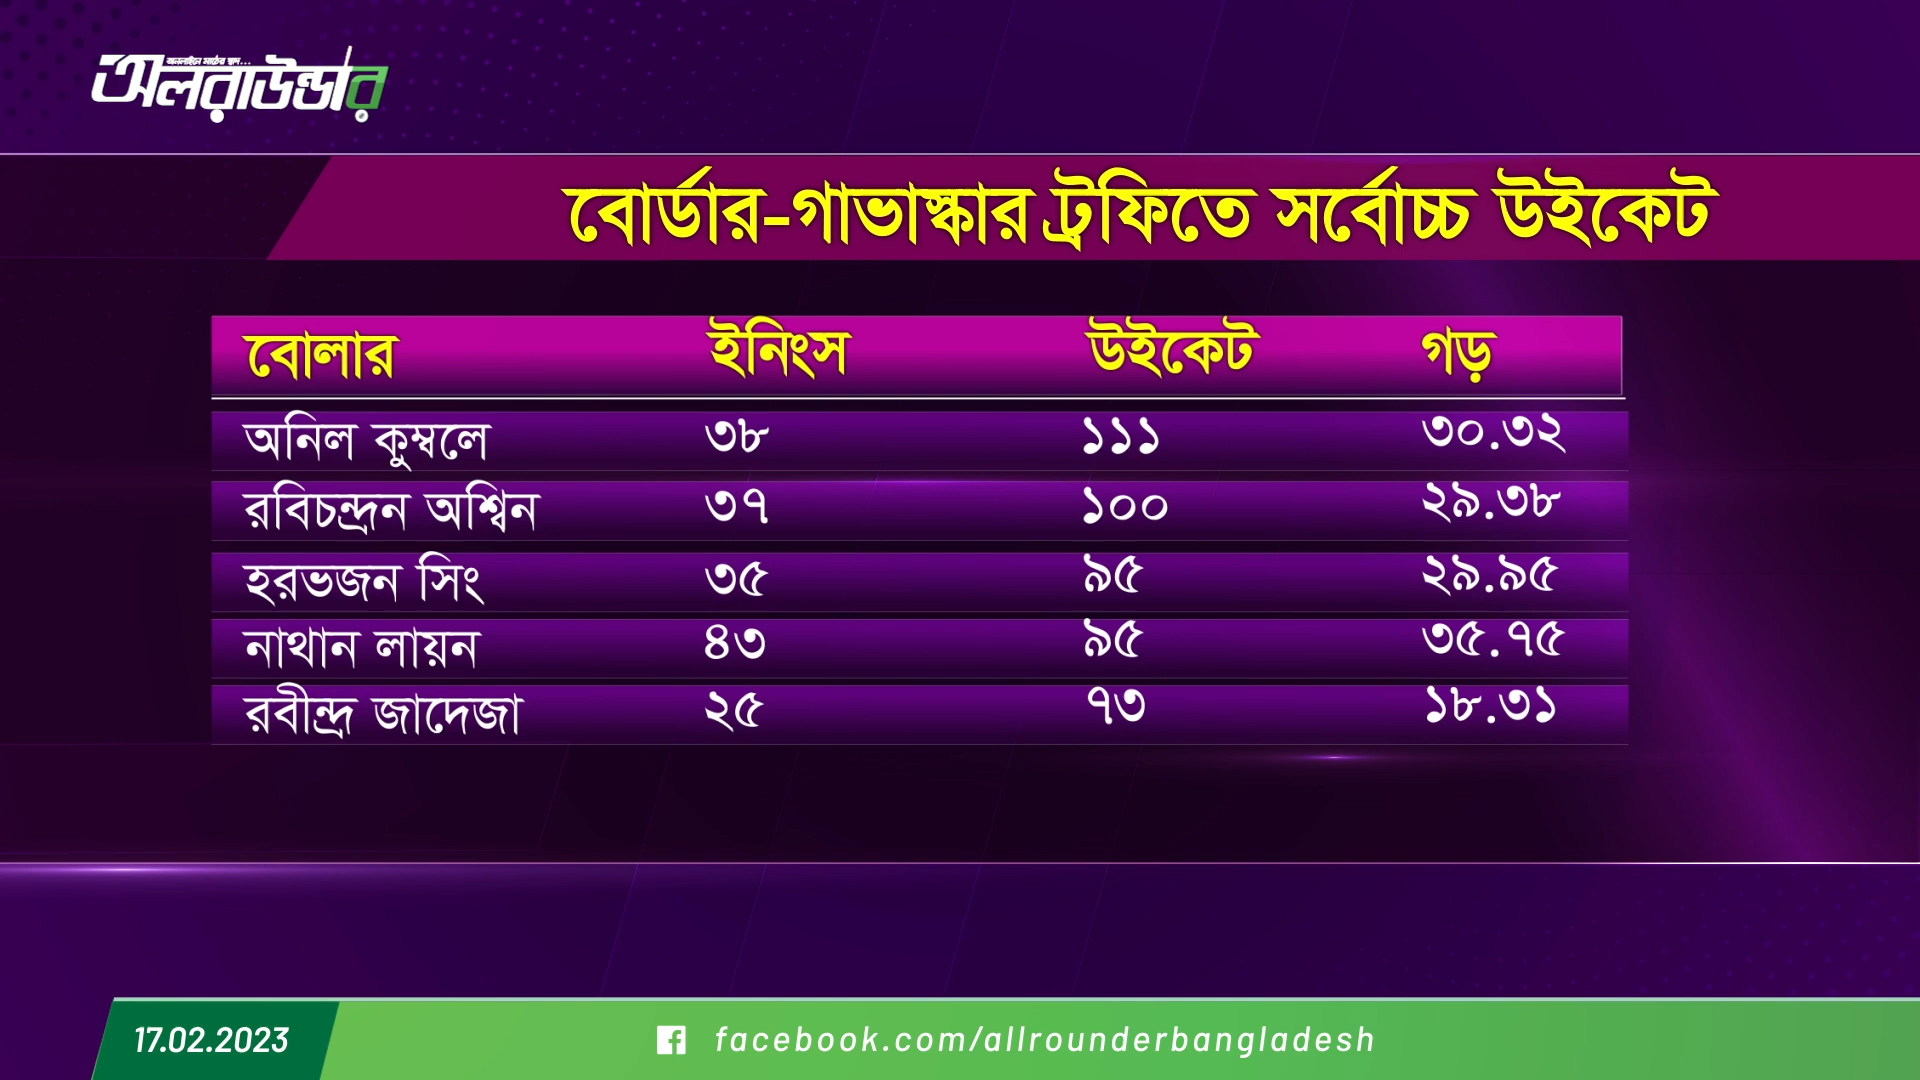 অনলাইনে মাঠের স্বাদ...
অলরাউন্ডার
বোর্ডার-গাভাস্কার ট্রফিতে সর্বোচ্চ উইকেট
বোলার ইনিংস উইকেট গড়
অনিল কুম্বলে ৩৮ ১১১ ৩০.৩২
রবিচন্দ্রন অশ্বিন ৩৭ ১০০ ২৯.৩৮
হরভজন সিং ৩৫ ৯৫ ২৯.৯৫
নাথান লায়ন ৪৩ ৯৫ ৩৫.৭৫
রবীন্দ্র জাদেজা ২৫ ৭৩ ১৮.৩১
17.02.2023 facebook.com/allrounderbangladesh